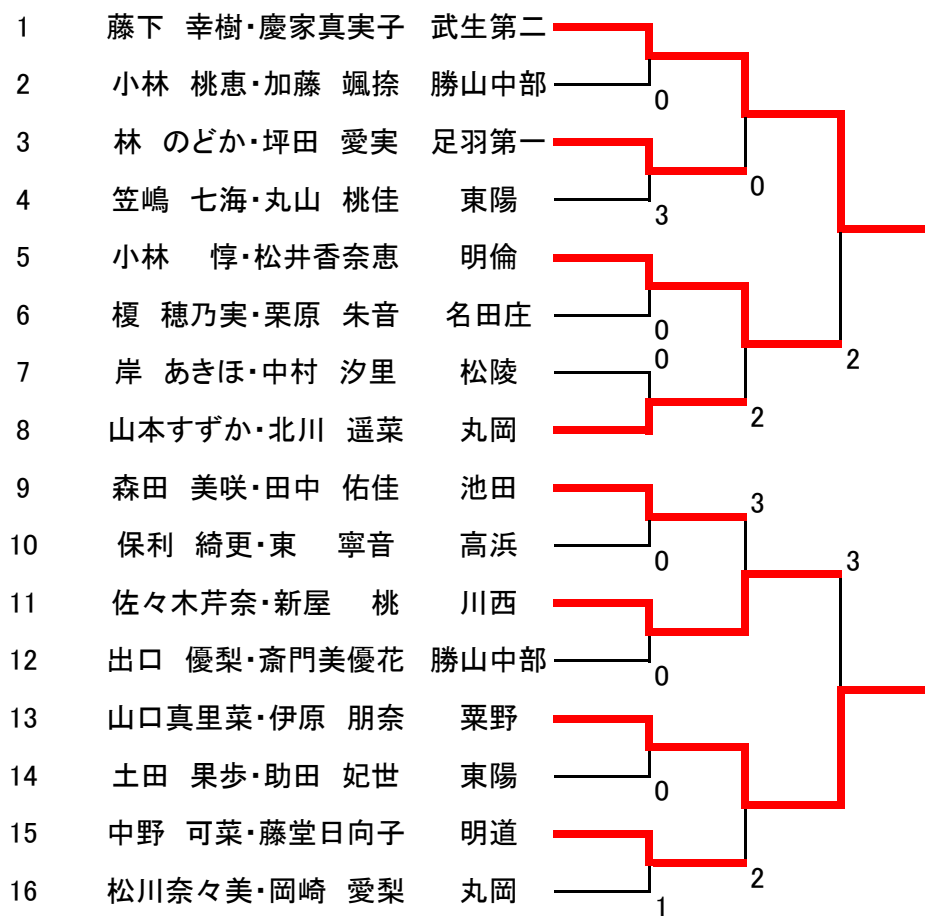 1 藤下 幸樹・慶家真実子 武生第二
2 小林 桃恵・加藤 颯捺 勝山中部
0
3 林 のどか・坪田 愛実 足羽第一
0
4 笠嶋 七海・丸山 桃佳 東陽
3
5 小林 惇・松井香奈恵 明倫
6 榎 穂乃実・栗原 朱音 名田庄
0
0
2
7 岸 あきほ・中村 汐里 松陵
2
8 山本すずか・北川 遥菜 丸岡
9 森田 美咲・田中 佑佳 池田
3
10 保利 綺更・東 寧音 高浜
0
3
11 佐々木芹奈・新屋 桃 川西
12 出口 優梨・斎門美優花 勝山中部
0
13 山口真里菜・伊原 朋奈 粟野
14 土田 果歩・助田 妃世 東陽
0
15 中野 可菜・藤堂日向子 明道
2
16 松川奈々美・岡崎 愛梨 丸岡
1